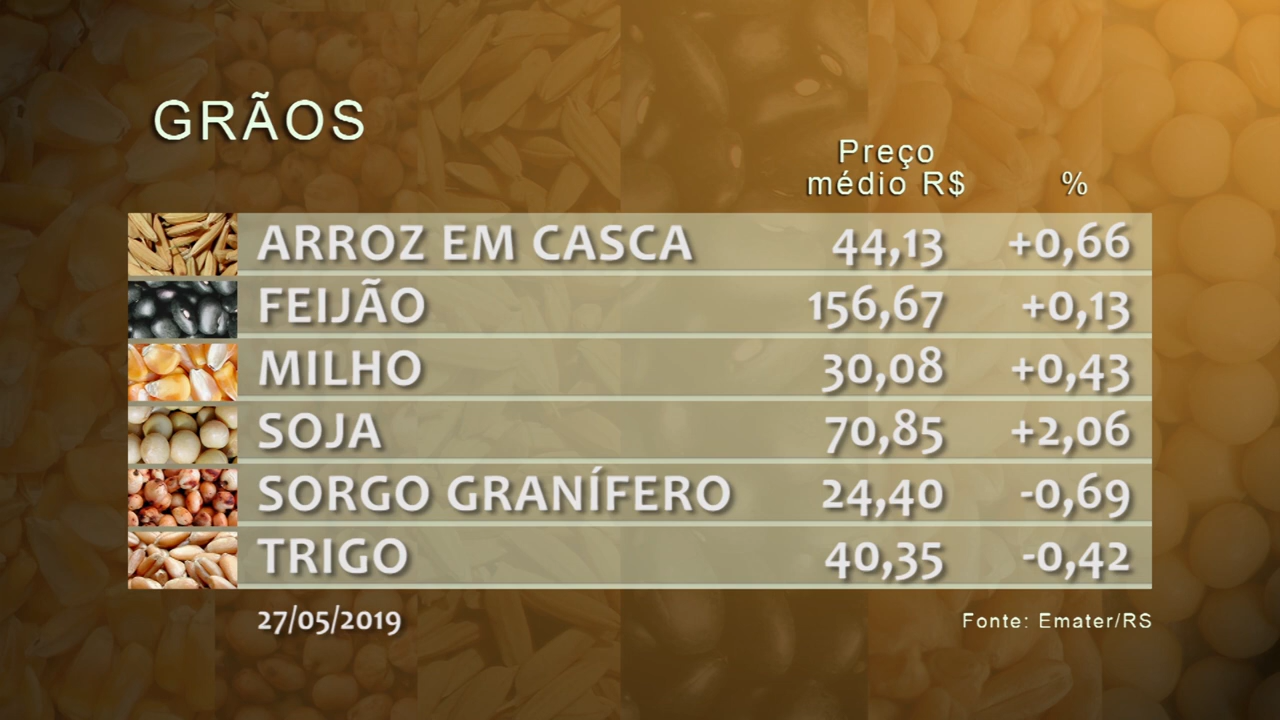 GRÃOS
Preço
médio R$ %
ARROZ EM CASCA 44,13 +0,66
FEIJÃO 156,67 +0,13
MILHO 30,08 +0,43
SOJA 70,85 +2,06
SORGO GRANÍFERO 24,40 -0,69
TRIGO 40,35 -0,42
27/05/2019 Fonte: Emater/RS